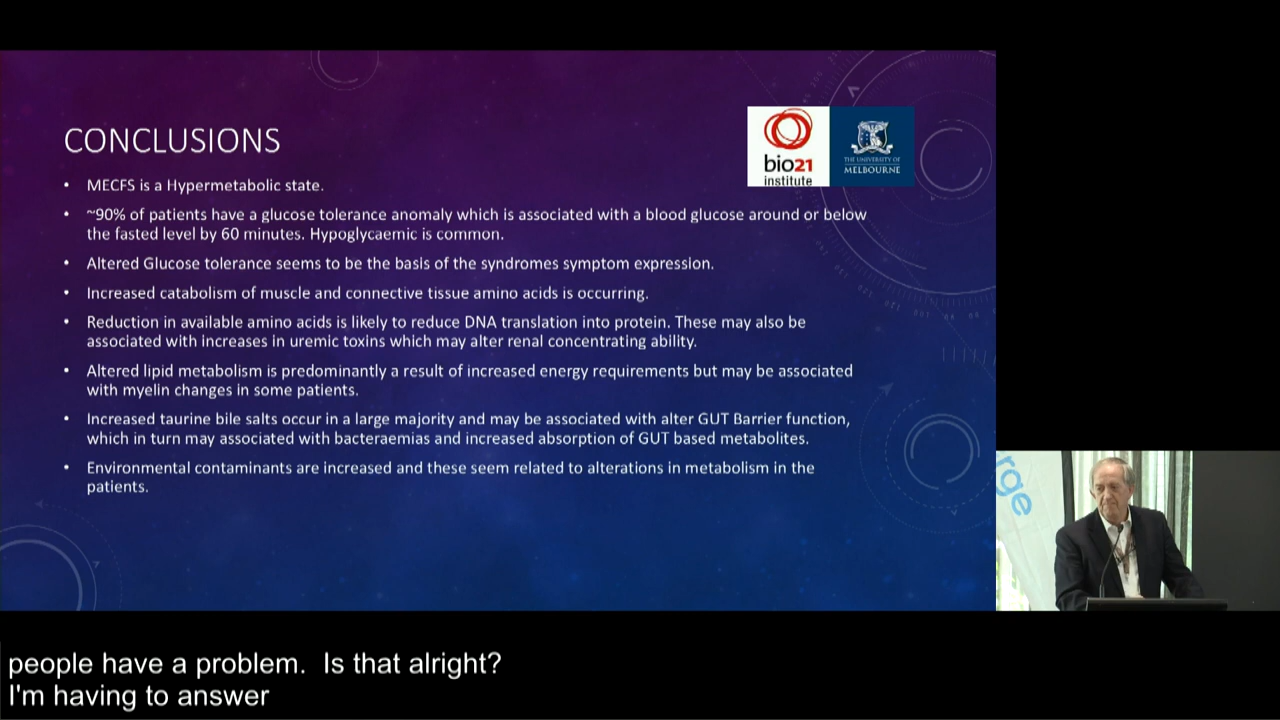 CONCLUSIONS
bio21
institute
THE UNIVERSITY OF
MELBOURNE
• MECFS is a Hypermetabolic state.
• ~90% of patients have a glucose tolerance anomaly which is associated with a blood glucose around or below
the fasted level by 60 minutes. Hypoglycaemic is common.
• Altered Glucose tolerance seems to be the basis of the syndromes symptom expression.
• Increased catabolism of muscle and connective tissue amino acids is occurring.
• Reduction in available amino acids is likely to reduce DNA translation into protein. These may also be
associated with increases in uremic toxins which may alter renal concentrating ability.
• Altered lipid metabolism is predominantly a result of increased energy requirements but may be associated
with myelin changes in some patients.
• Increased taurine bile salts occur in a large majority and may be associated with alter GUT Barrier function,
which in turn may associated with bacteraemias and increased absorption of GUT based metabolites.
• Environmental contaminants are increased and these seem related to alterations in metabolism in the
patients.
rge
people have a problem.  Is that alright?
I'm having to answer